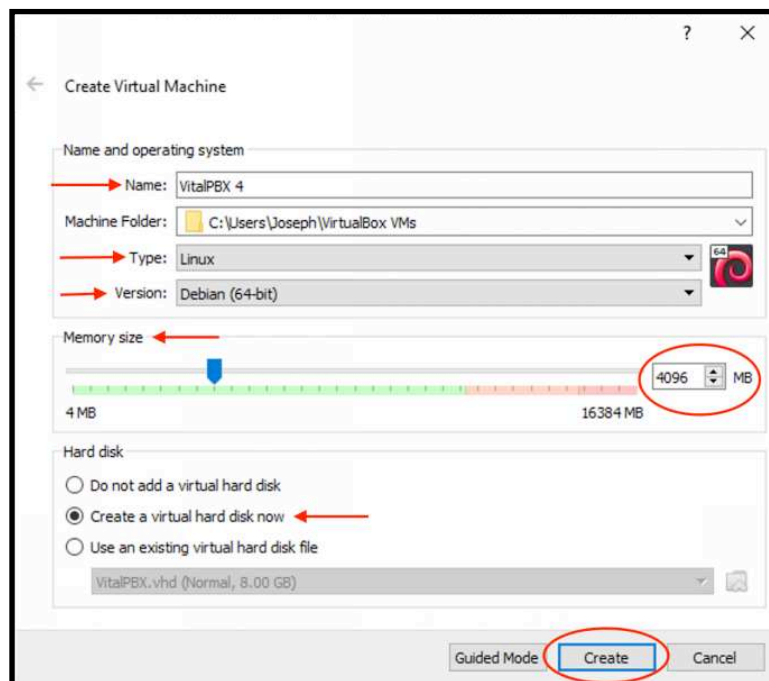 ?
Create Virtual Machine
Name and operating system
Name: VitalPBX 4
Machine Folder: C:\Users\Joseph\VirtualBox VMs
Type: Linux
64
Version: Debian (64-bit)
Memory size
4096 MB
4 MB 16384 MB
Hard disk
Do not add a virtual hard disk
Create a virtual hard disk now
Use an existing virtual hard disk file
VitalPBX.vhd (Normal, 8.00 GB)
Guided Mode Create Cancel